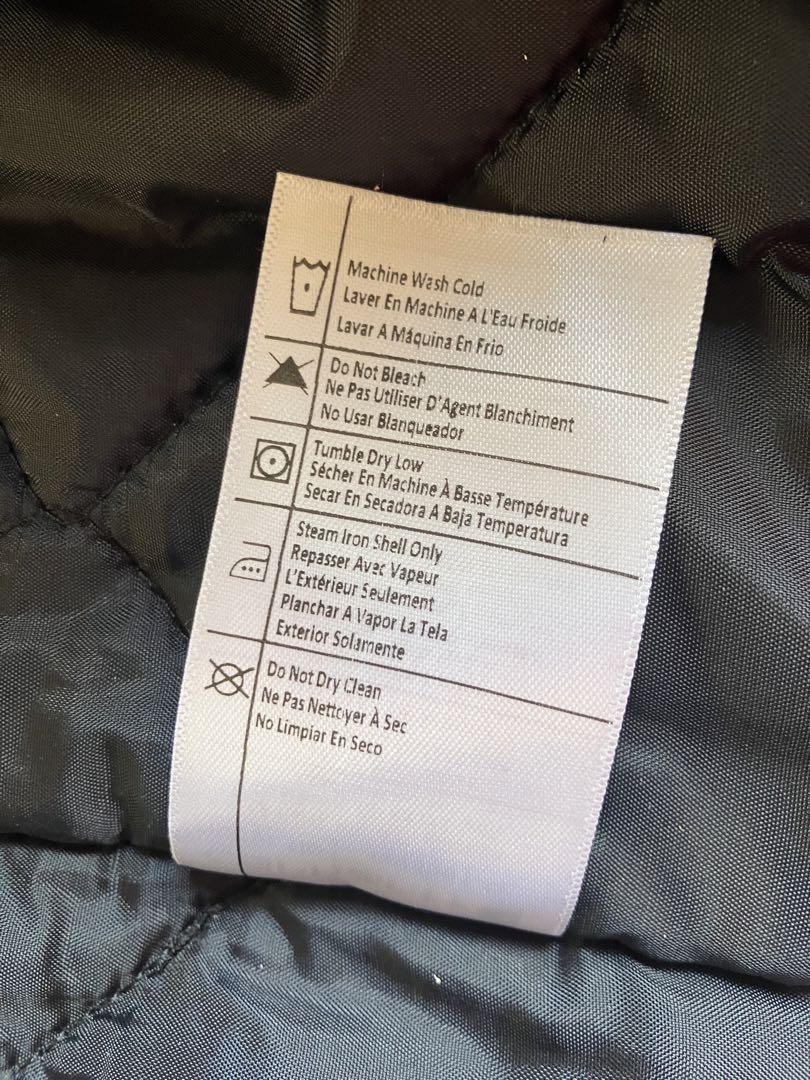 Machine Wash Cold
Laver En Machine A L'Eau Froide
Lavar A Máquina En Frio
Do Not Bleach
Ne Pas Utiliser D'Agent Blanchiment
No Usar Blanqueador
Tumble Dry Low
Sécher En Machine À Basse Température
Secar En Secadora A Baja Temperatura
Steam Iron Shell Only
Repasser Avec Vapeur
L'Extérieur Seulement
Planchar A Vapor La Tela
Exterior Solamente
Do Not Dry Clean
Ne Pas Nettoyer À Sec
No Limpiar En Seco